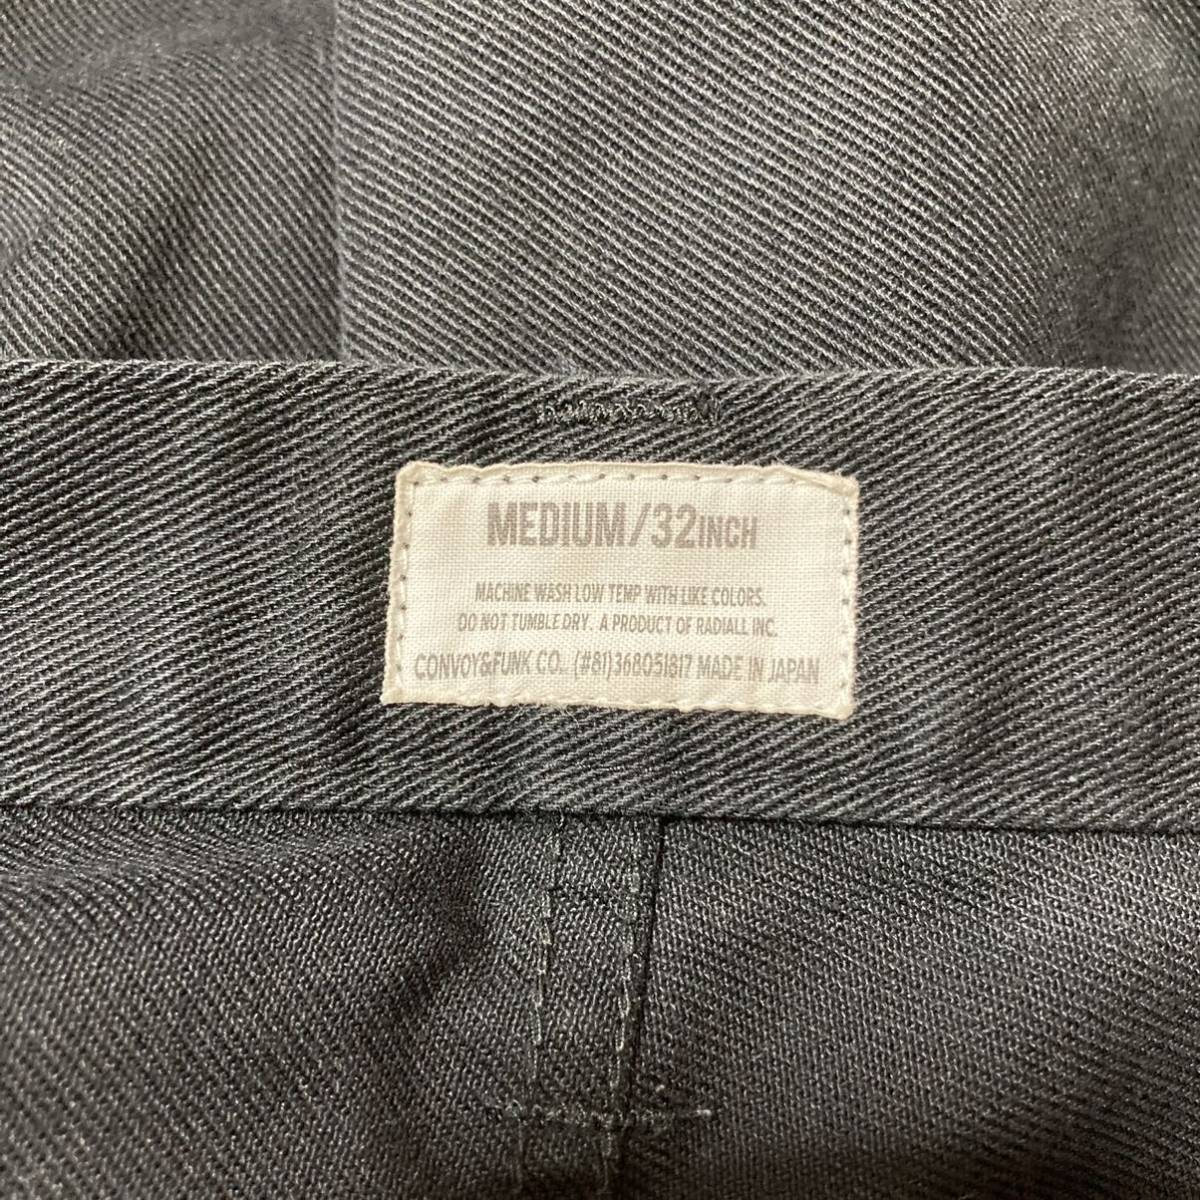 MEDIUM/32INCH
MACHINE WASH LOW TEMP WITH LIKE COLORS.
DO NOT TUMBLE DRY. A PRODUCT OF RADIALL INC.
CONVOY&FUNK CO.. (#81)368051817 MADE IN JAPAN